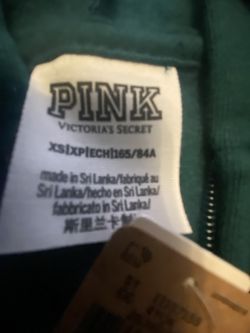 PINK
VICTORIA'S SECRET
XS|XP|ECH|165/84A
made in Sri Lanka/fabriqué au
Sri Lanka/hecho en Sri Lanka/
fabbricato in Sri Lanka/
斯里兰卡制